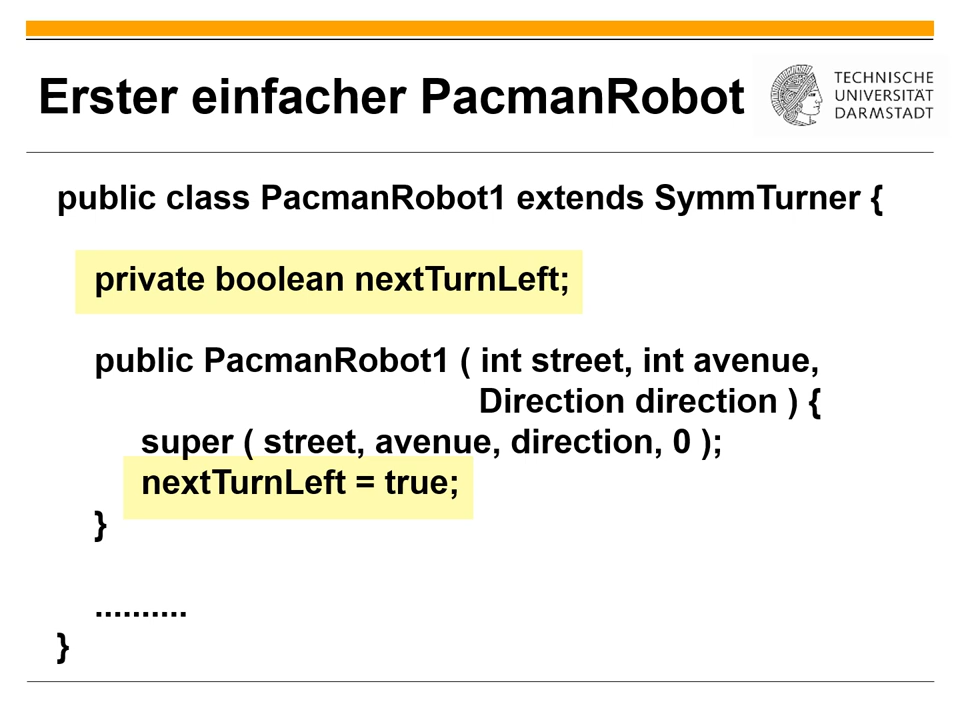 Erster einfacher PacmanRobot
TECHNISCHE
UNIVERSITÄT
DARMSTADT
public class PacmanRobot1 extends SymmTurner {
private boolean nextTurnLeft;
public PacmanRobot1 ( int street, int avenue,
Direction direction ) {
super ( street, avenue, direction, 0 );
nextTurnLeft = true;
}
..........
}